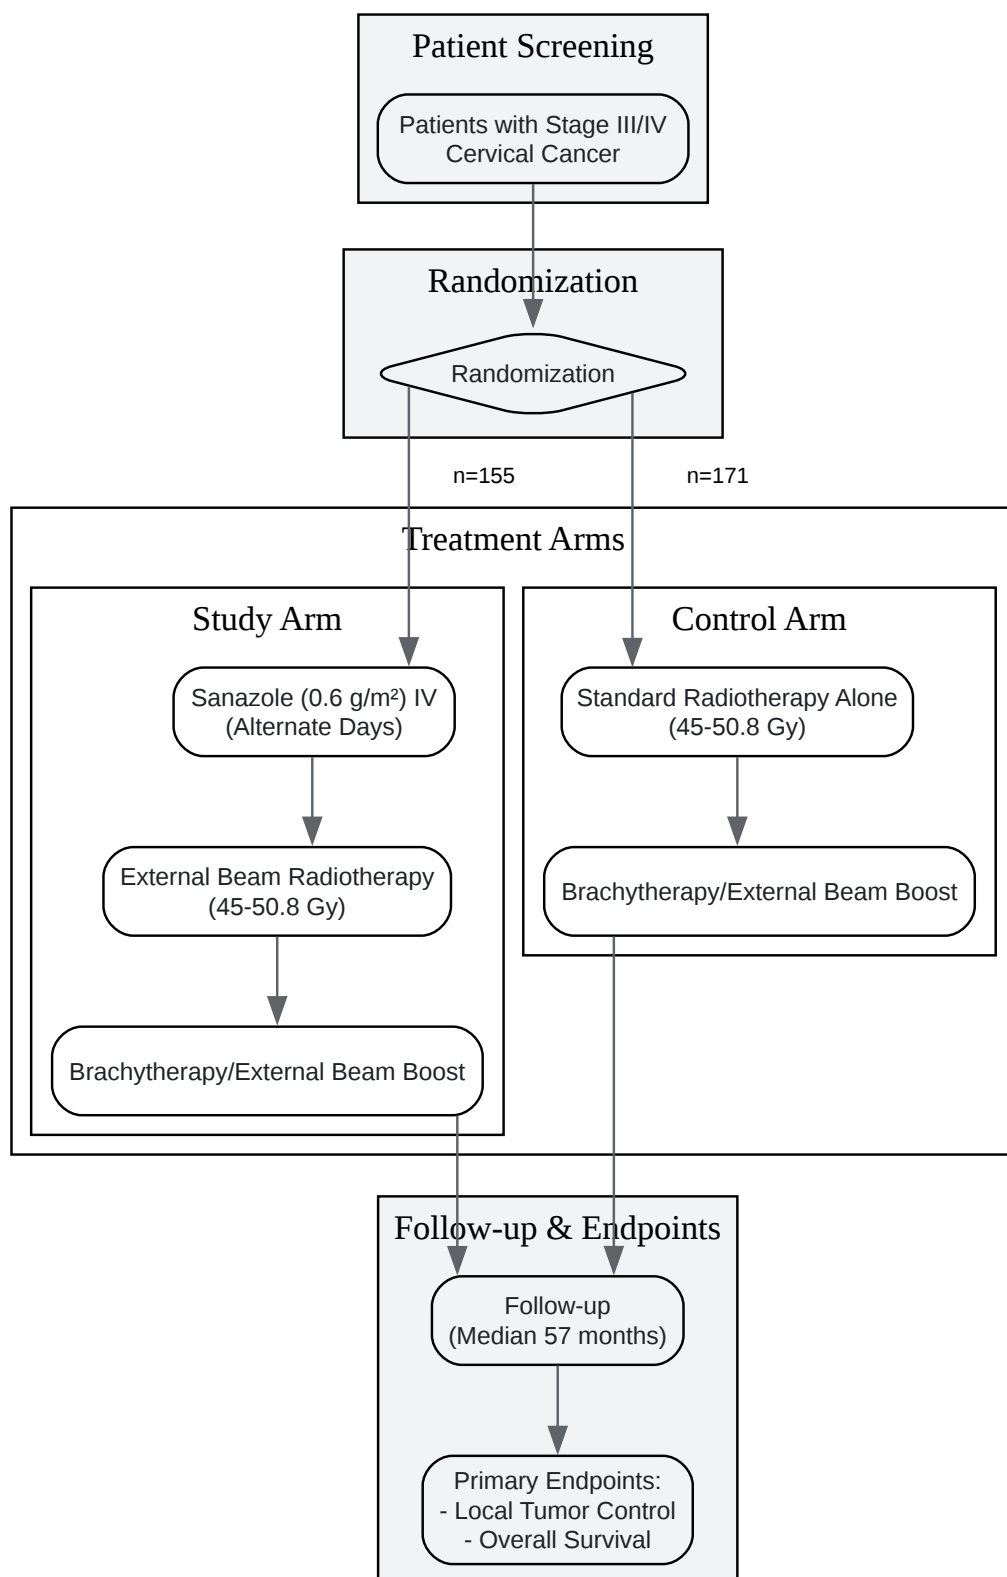 Patient Screening
Patients with Stage III/IV
Cervical Cancer
Randomization
Randomization
n=155
n=171
Treatment Arms
Study Arm
Sanazole (0.6 g/m²) IV
(Alternate Days)
External Beam Radiotherapy
(45-50.8 Gy)
Brachytherapy/External Beam Boost
Control Arm
Standard Radiotherapy Alone
(45-50.8 Gy)
Brachytherapy/External Beam Boost
Follow-up & Endpoints
Follow-up
(Median 57 months)
Primary Endpoints:
- Local Tumor Control
- Overall Survival